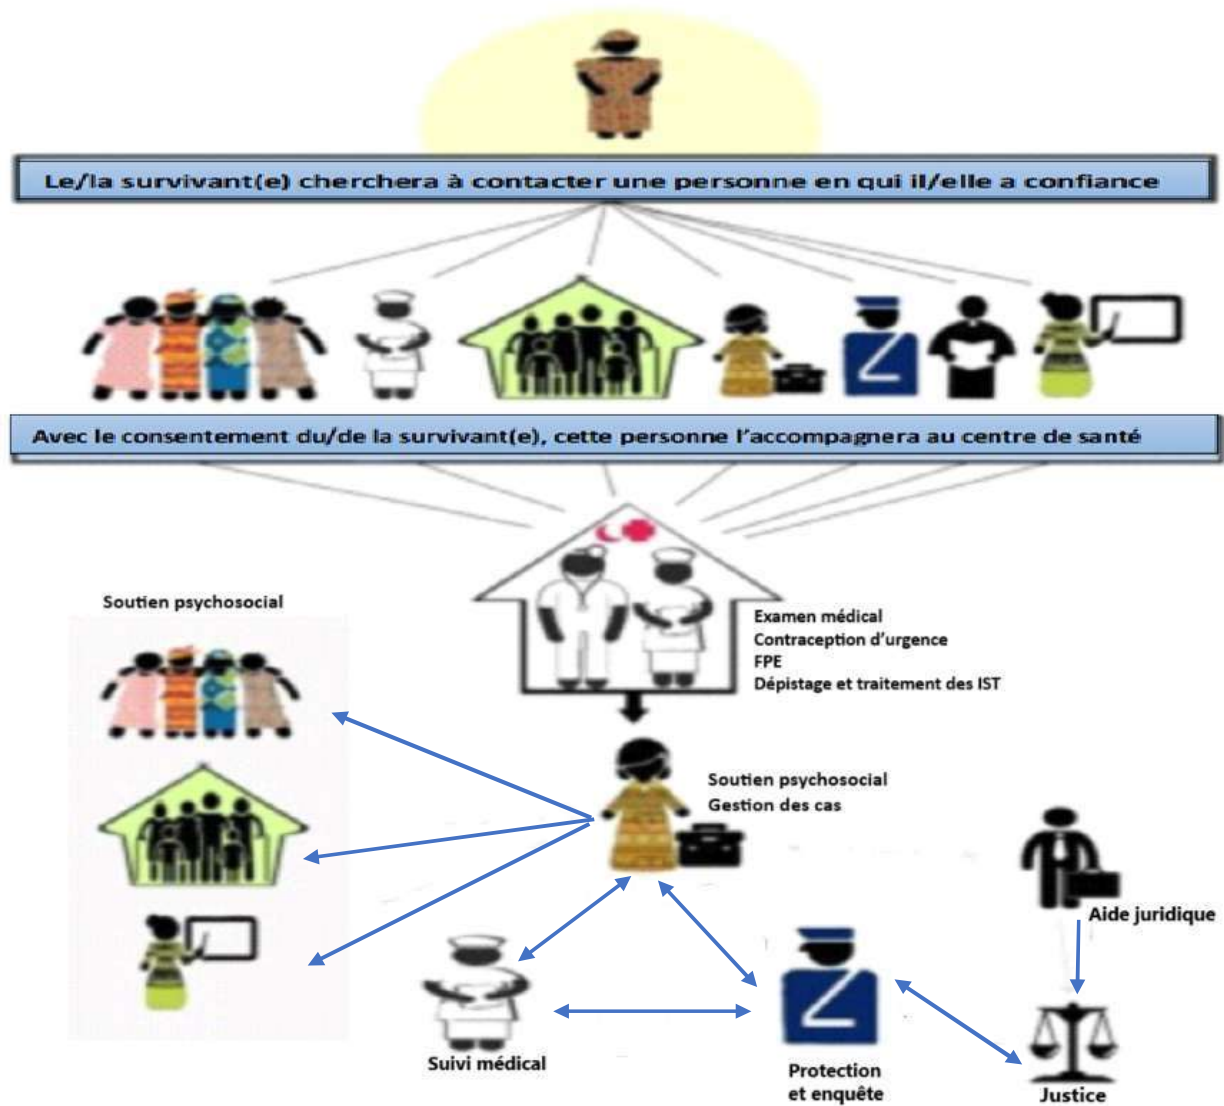 Le/la survivant(e) cherchera à contacter une personne en qui il/elle a confiance
Avec le consentement du/de la survivant(e), cette personne l'accompagnera au centre de santé
Examen médical
Contraception d'urgence
FPE
Dépistage et traitement des IST
Soutien psychosocial
Soutien psychosocial
Gestion des cas
Aide juridique
Suivi médical
Protection
et enquête
Justice